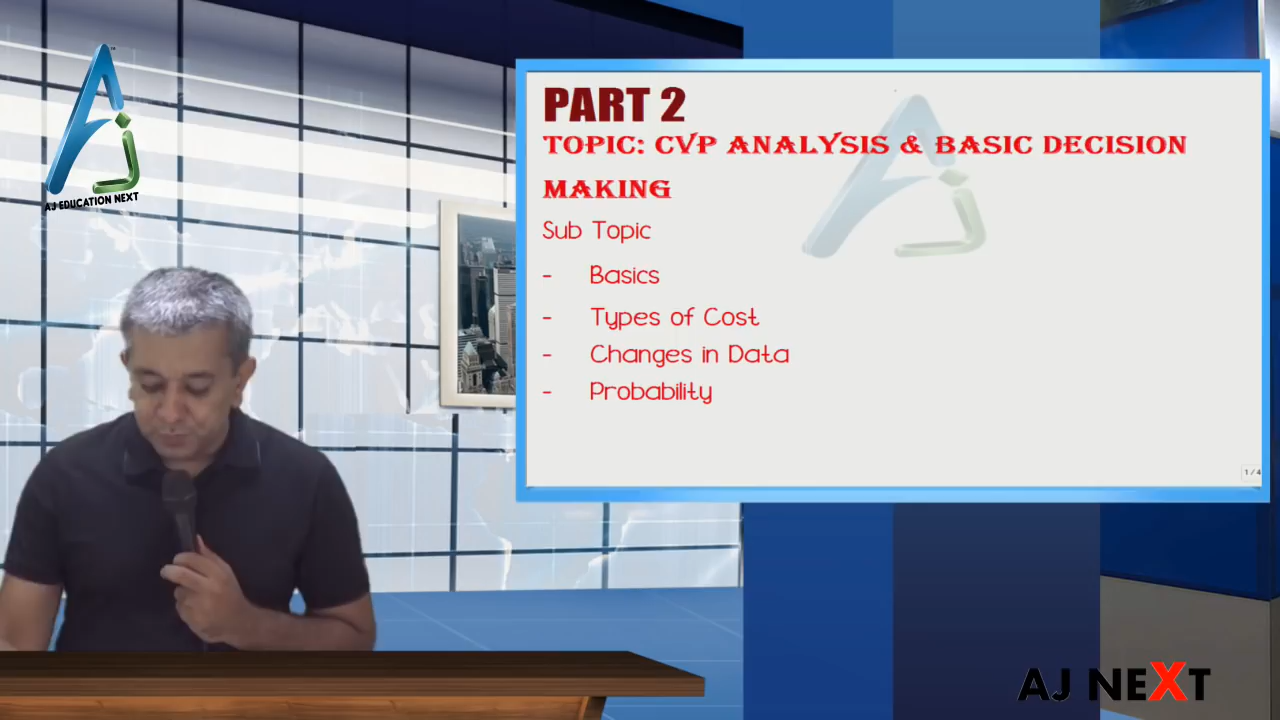 AJ EDUCATION NEXT
PART 2
TOPIC: CVP ANALYSIS & BASIC DECISION
MAKING
Sub Topic
- Basics
- Types of Cost
- Changes in Data
- Probability
1/4
AJ NEXT